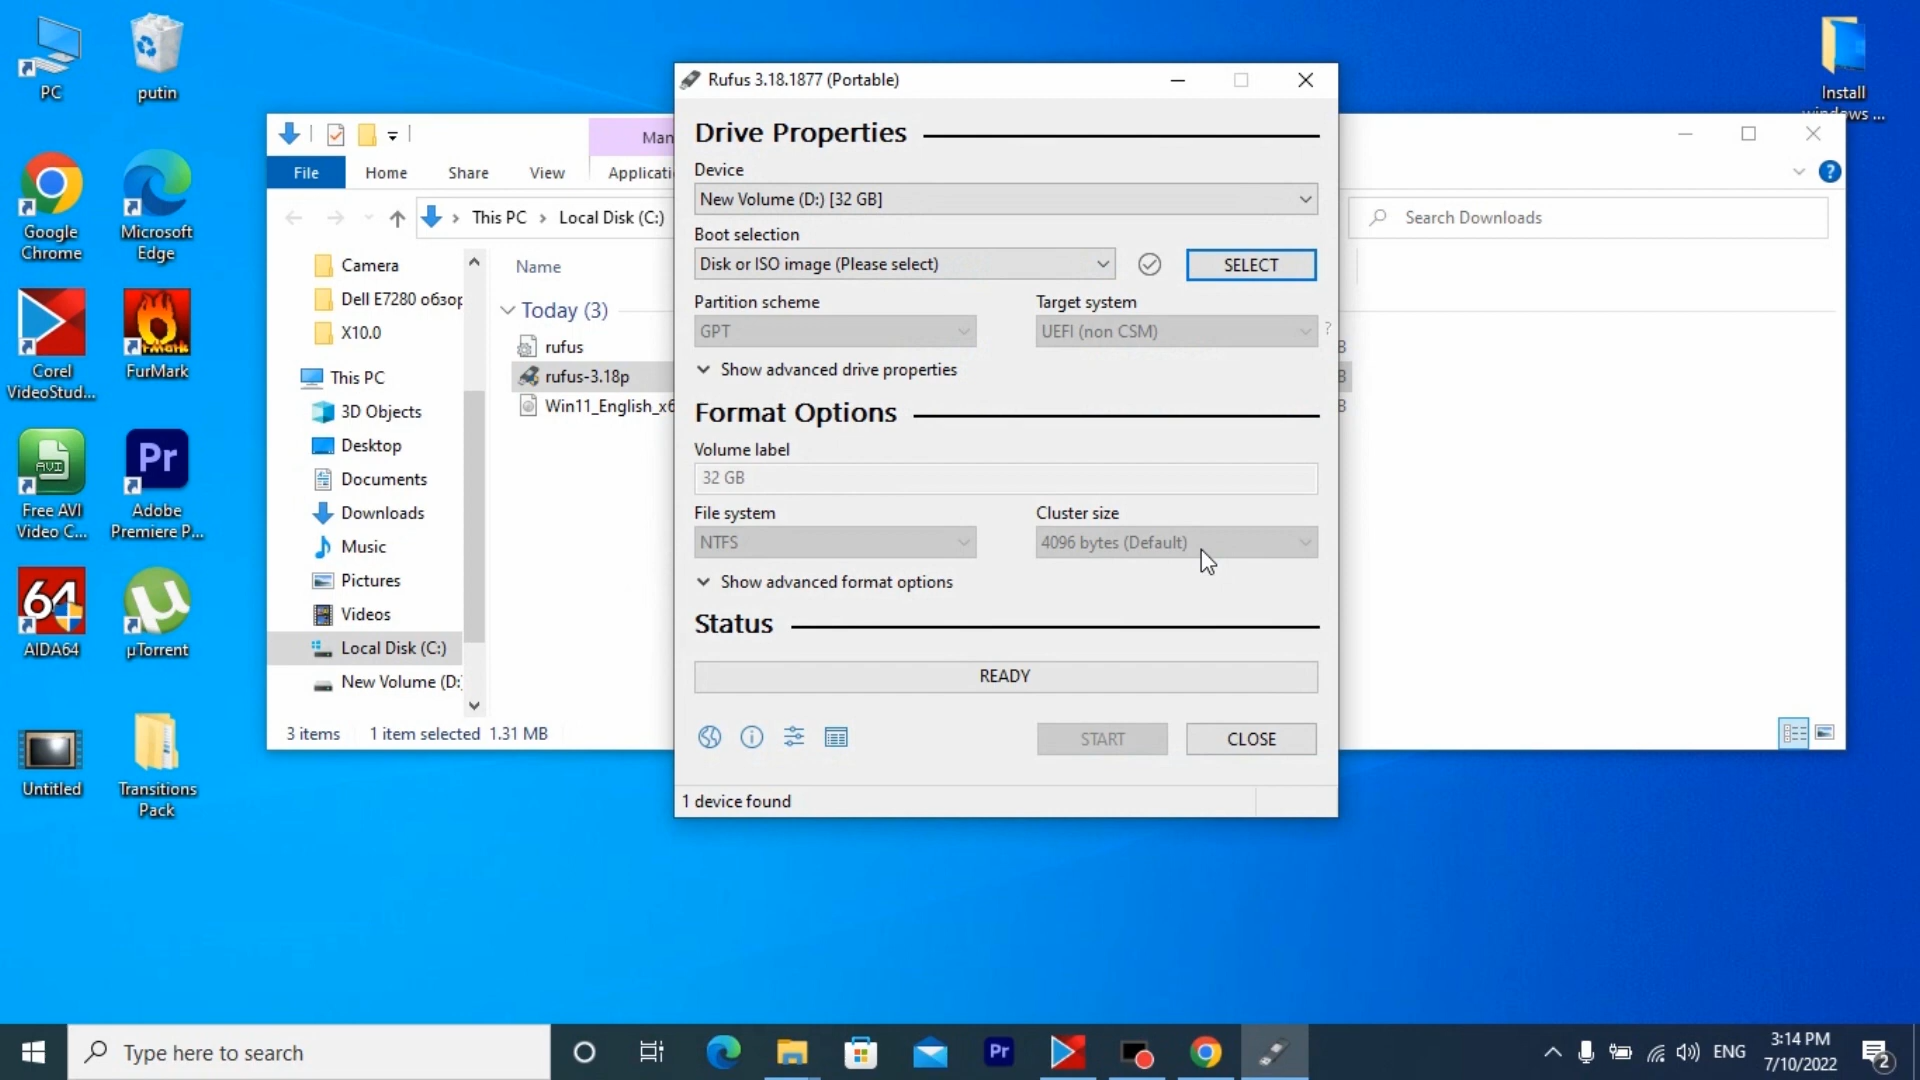 PC
putin
Google
Chrome
Microsoft
Edge
Corel
VideoStud...
FurMark
Free AVI
Video C...
Adobe
Premiere P...
AIDA64
µTorrent
Untitled
Transitions
Pack
Install
windows ...
File
Home
Share
View
Man
Applicati
This PC
Local Disk (C:)
Search Downloads
Camera
Dell E7280 обзор
X10.0
This PC
3D Objects
Desktop
Documents
Downloads
Music
Pictures
Videos
Local Disk (C:)
New Volume (D:
Name
Today (3)
rufus
rufus-3.18p
Win11_English_x6
3 items
1 item selected 1.31 MB
Rufus 3.18.1877 (Portable)
Drive Properties
Device
New Volume (D:) [32 GB]
Boot selection
Disk or ISO image (Please select)
SELECT
Partition scheme
Target system
GPT
UEFI (non CSM)
?
Show advanced drive properties
Format Options
Volume label
32 GB
File system
Cluster size
NTFS
4096 bytes (Default)
Show advanced format options
Status
READY
START
CLOSE
1 device found
Type here to search
Pr
ENG
3:14 PM
7/10/2022
2